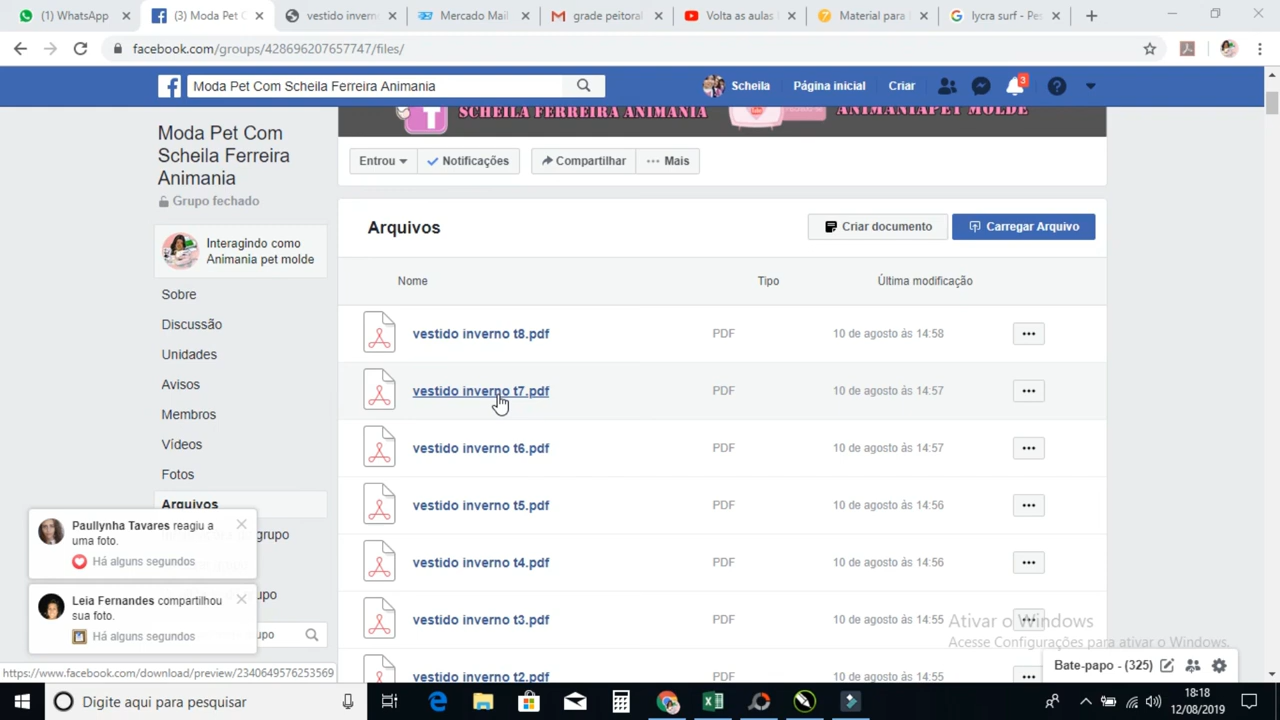 (1) WhatsApp
(3) Moda Pet C
vestido invern
Mercado Mail
grade peitoral
Volta as aulas
Material para
lycra surf - Pes
facebook.com/groups/428696207657747/files/
Moda Pet Com Scheila Ferreira Animania
Scheila
Página inicial
Criar
3
SCHEILA FERREIRA ANIMANIA
ANIMANIAPET MOLDE
Moda Pet Com
Scheila Ferreira
Animania
Grupo fechado
Interagindo como
Animania pet molde
Sobre
Discussão
Unidades
Avisos
Membros
Vídeos
Fotos
Arquivos
Entrou
Notificações
Compartilhar
Mais
Arquivos
Criar documento
Carregar Arquivo
Nome
Tipo
Última modificação
vestido inverno t8.pdf
PDF
10 de agosto às 14:58
vestido inverno t7.pdf
PDF
10 de agosto às 14:57
vestido inverno t6.pdf
PDF
10 de agosto às 14:57
vestido inverno t5.pdf
PDF
10 de agosto às 14:56
vestido inverno t4.pdf
PDF
10 de agosto às 14:56
vestido inverno t3.pdf
PDF
10 de agosto às 14:55
vestido inverno t2.pdf
PDF
Paullynha Tavares reagiu a
uma foto.
Há alguns segundos
grupo
Leia Fernandes compartilhou
sua foto.
Há alguns segundos
Ativar o Windows
Acesse Configurações para ativar o Windows.
Bate-papo - (325)
https://www.facebook.com/download/preview/2340649576253569
Digite aqui para pesquisar
18:18
12/08/2019